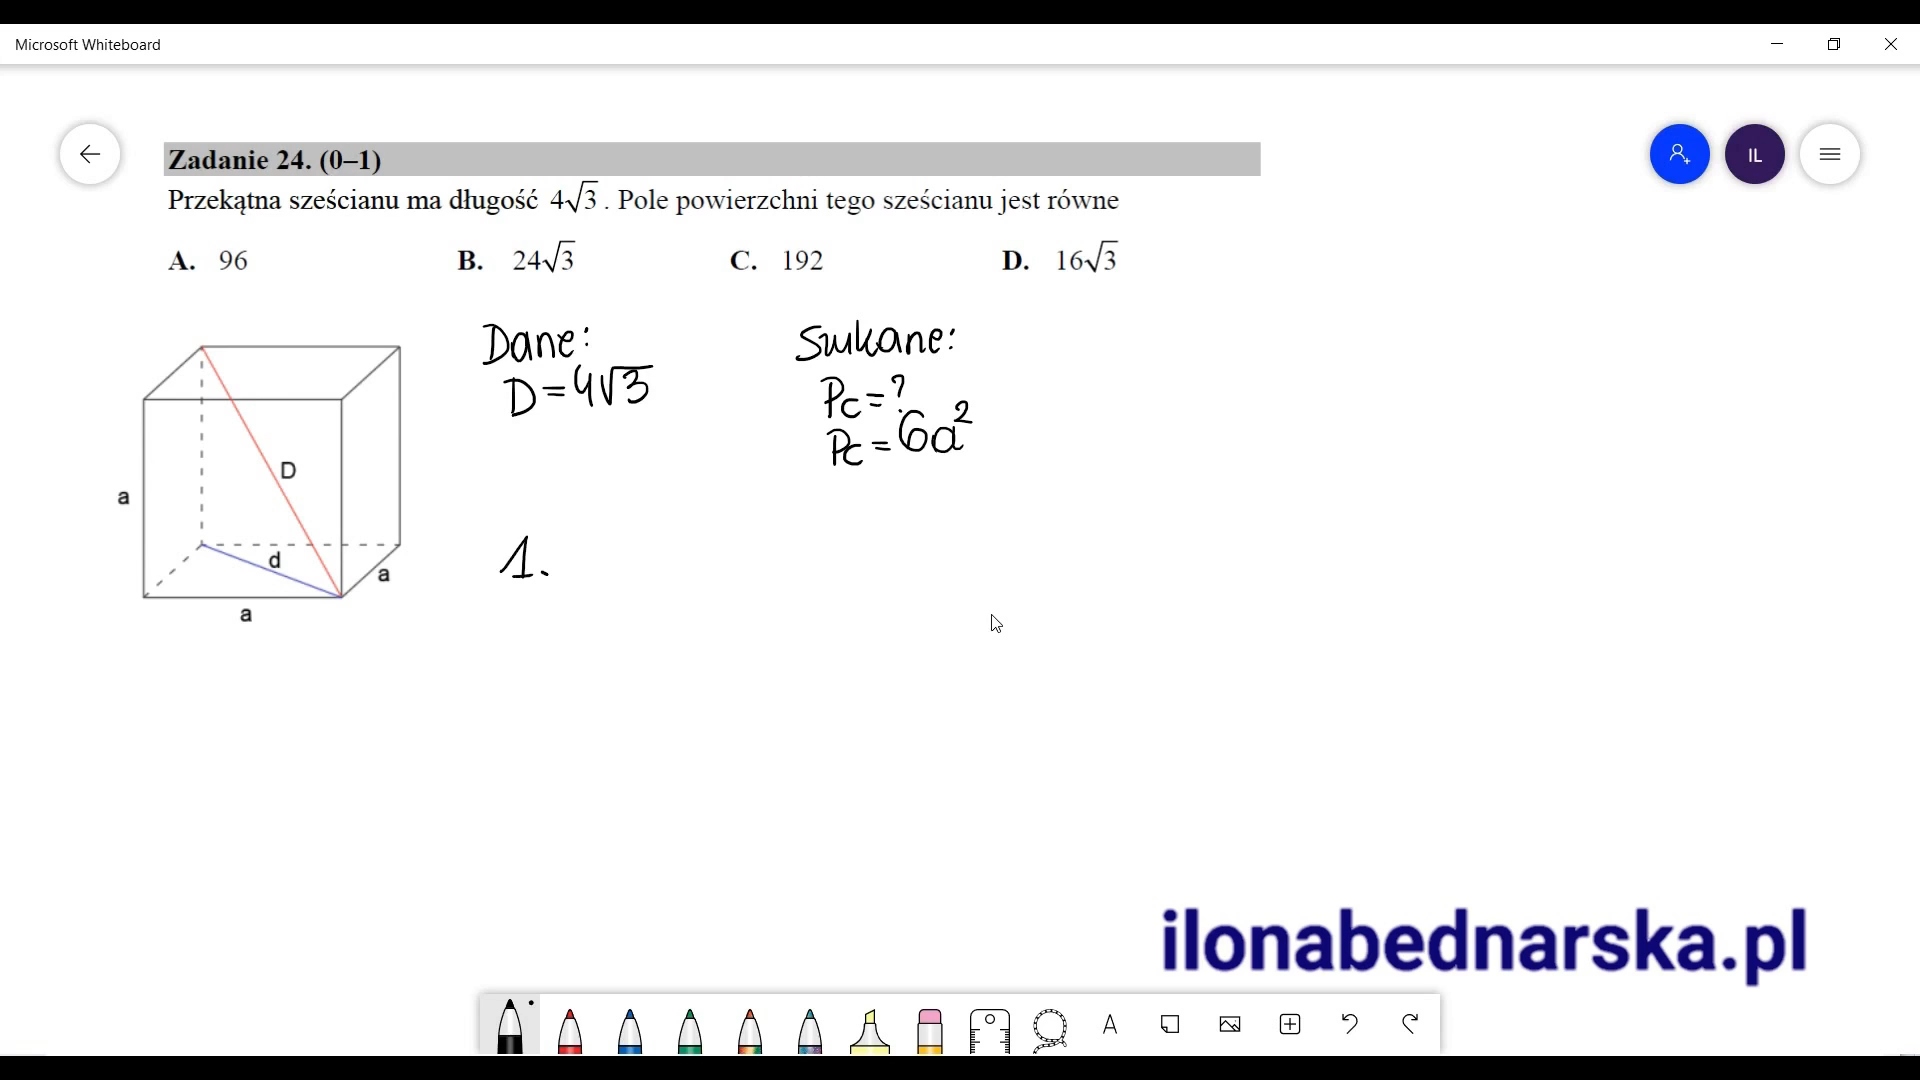 Microsoft Whiteboard
IL
Zadanie 24. (0–1)
Przekątna sześcianu ma długość 4√3. Pole powierzchni tego sześcianu jest równe
A. 96 B. 24√3 C. 192 D. 16√3
Dane: Szukane:
D=4√3 Pc=?
Pc=6a²
D
a
d
a
a
1.
ilonabednarska.pl
A